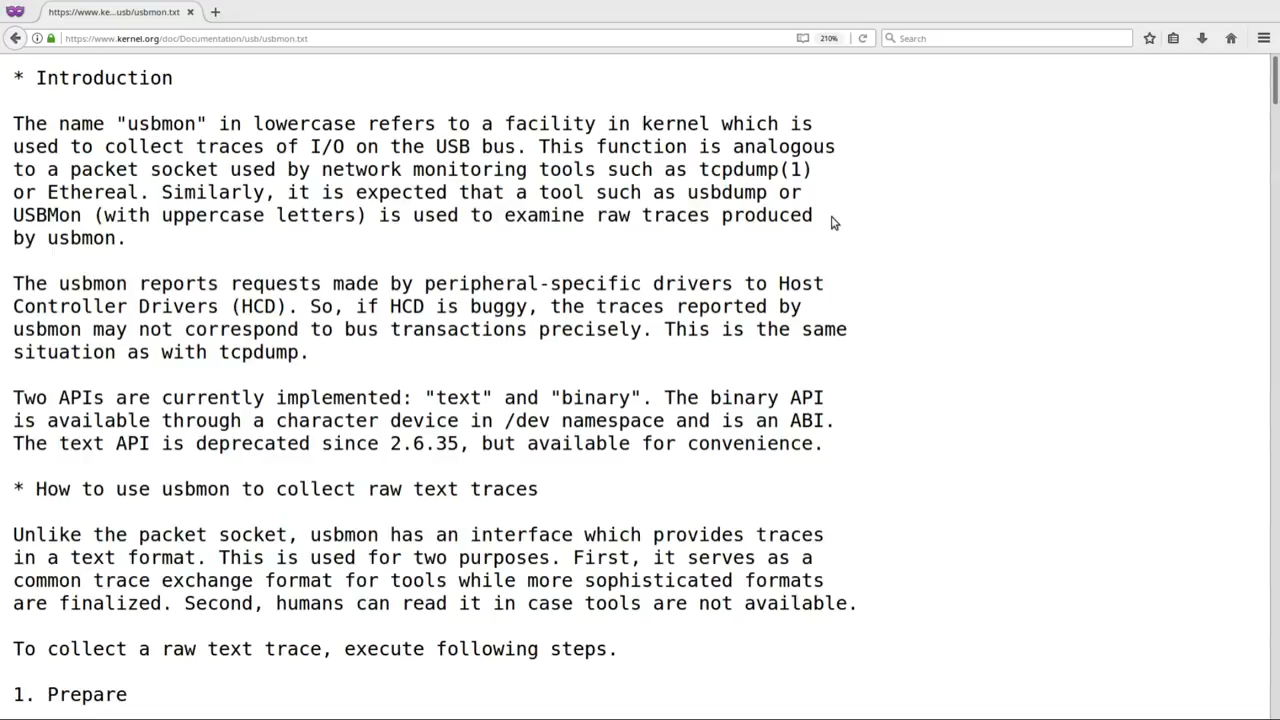 https://www.ke...usb/usbmon.txt
https://www.kernel.org/doc/Documentation/usb/usbmon.txt
210%
Search
* Introduction
The name "usbmon" in lowercase refers to a facility in kernel which is
used to collect traces of I/O on the USB bus. This function is analogous
to a packet socket used by network monitoring tools such as tcpdump(1)
or Ethereal. Similarly, it is expected that a tool such as usbdump or
USBMon (with uppercase letters) is used to examine raw traces produced
by usbmon.
The usbmon reports requests made by peripheral-specific drivers to Host
Controller Drivers (HCD). So, if HCD is buggy, the traces reported by
usbmon may not correspond to bus transactions precisely. This is the same
situation as with tcpdump.
Two APIs are currently implemented: "text" and "binary". The binary API
is available through a character device in /dev namespace and is an ABI.
The text API is deprecated since 2.6.35, but available for convenience.
* How to use usbmon to collect raw text traces
Unlike the packet socket, usbmon has an interface which provides traces
in a text format. This is used for two purposes. First, it serves as a
common trace exchange format for tools while more sophisticated formats
are finalized. Second, humans can read it in case tools are not available.
To collect a raw text trace, execute following steps.
1. Prepare